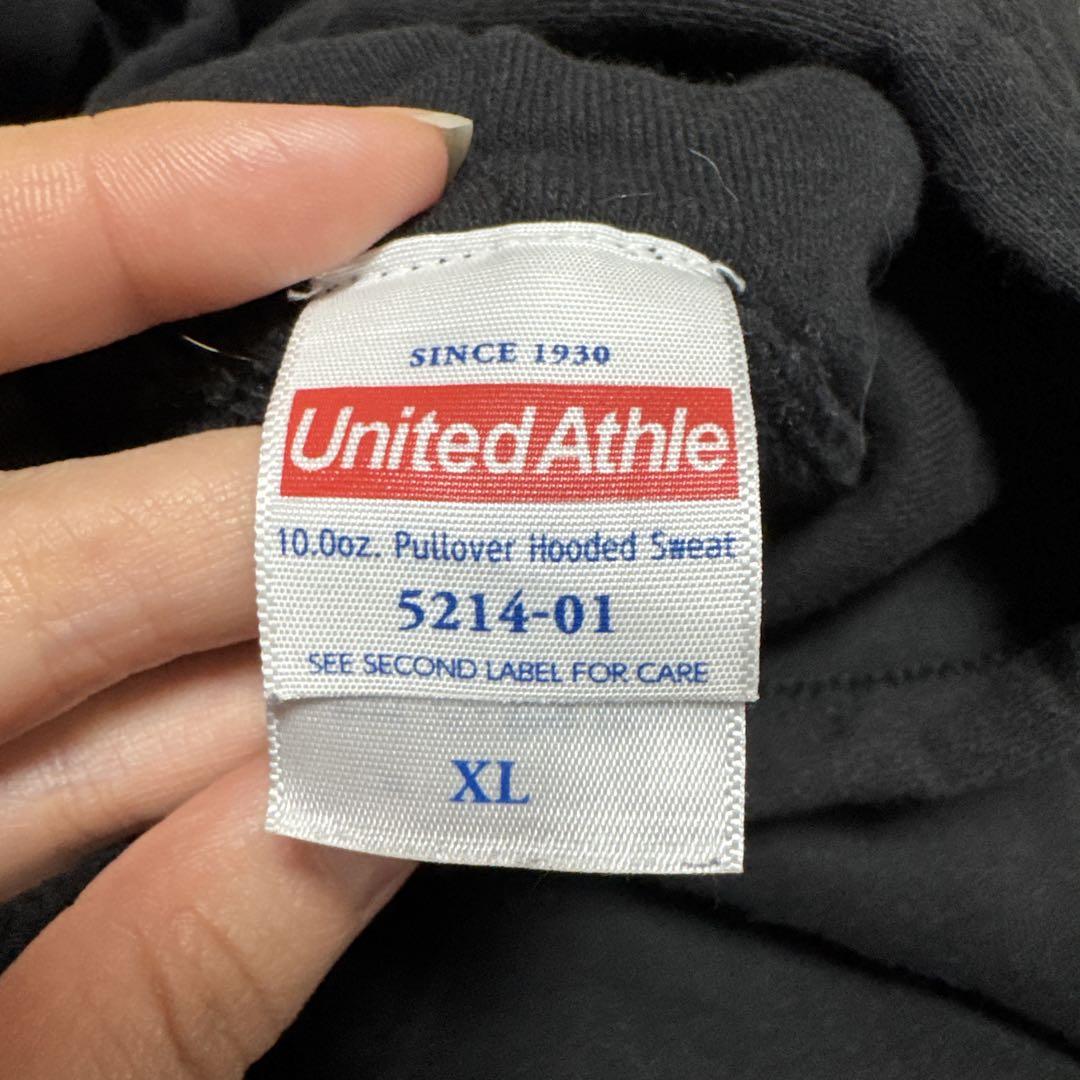 SINCE 1930
United Athle
10.0oz. Pullover Hooded Sweat
5214-01
SEE SECOND LABEL FOR CARE
XL